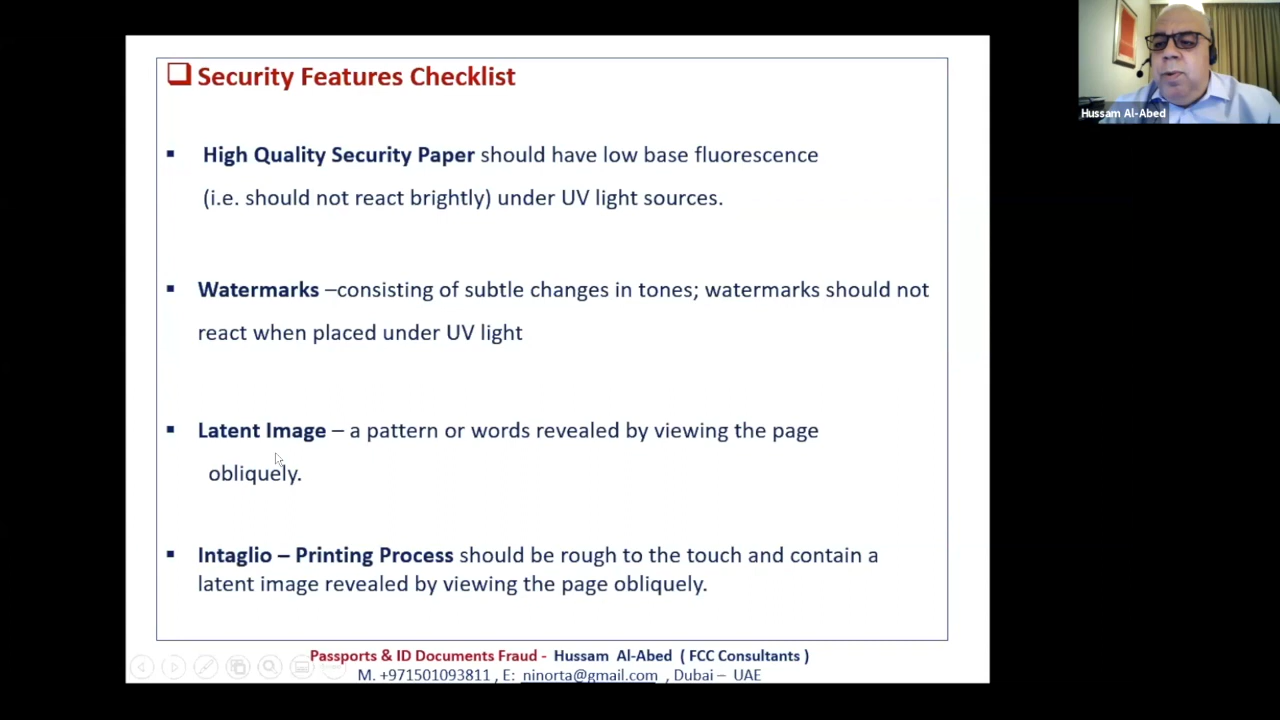 Security Features Checklist
Hussam Al-Abed
High Quality Security Paper should have low base fluorescence
(i.e. should not react brightly) under UV light sources.
Watermarks –consisting of subtle changes in tones; watermarks should not
react when placed under UV light
Latent Image – a pattern or words revealed by viewing the page
obliquely.
Intaglio – Printing Process should be rough to the touch and contain a
latent image revealed by viewing the page obliquely.
Passports & ID Documents Fraud - Hussam Al-Abed ( FCC Consultants )
M. +971501093811 , E: ninorta@gmail.com , Dubai – UAE